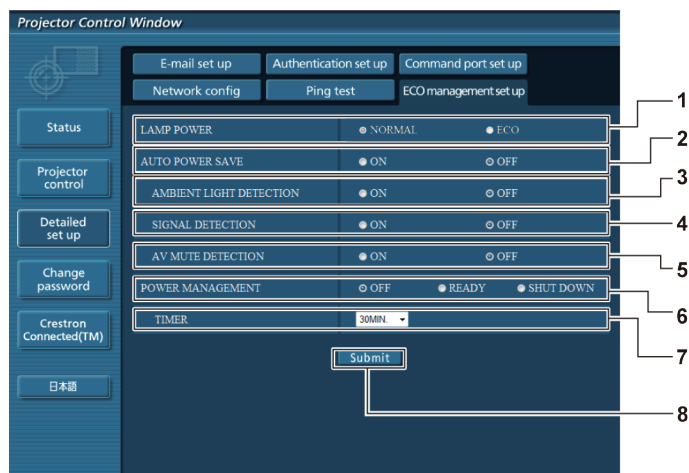 Projector Control Window
E-mail set up
Authentication set up
Command port set up
Network config
Ping test
ECO management set up
Status
Projector
control
Detailed
set up
Change
password
Crestron
Connected(TM)
日本語
LAMP POWER NORMAL ECO 1
AUTO POWER SAVE ON OFF 2
AMBIENT LIGHT DETECTION ON OFF 3
SIGNAL DETECTION ON OFF 4
AV MUTE DETECTION ON OFF 5
POWER MANAGEMENT OFF READY SHUT DOWN 6
TIMER 30MIN. 7
Submit 8